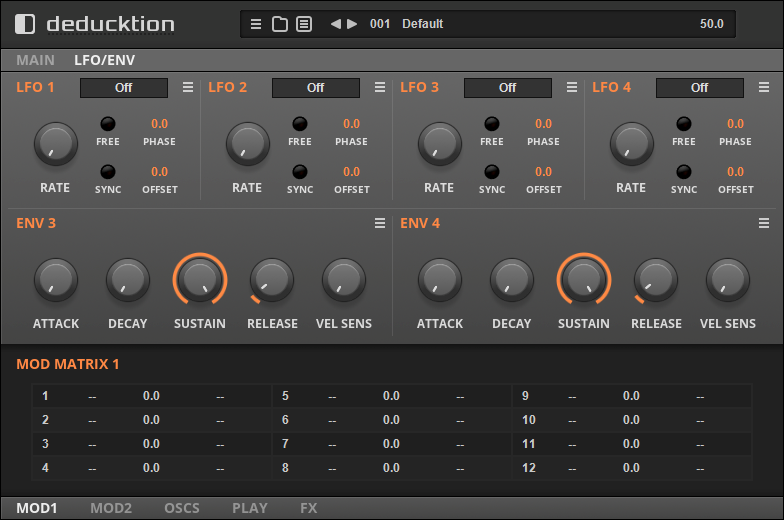 deducktion
001 Default 50.0
MAIN LFO/ENV
LFO 1 Off LFO 2 Off LFO 3 Off LFO 4 Off
0.0 0.0 0.0 0.0
FREE PHASE FREE PHASE FREE PHASE FREE PHASE
0.0 0.0 0.0 0.0
RATE SYNC OFFSET RATE SYNC OFFSET RATE SYNC OFFSET RATE SYNC OFFSET
ENV 3 ENV 4
ATTACK DECAY SUSTAIN RELEASE VEL SENS ATTACK DECAY SUSTAIN RELEASE VEL SENS
MOD MATRIX 1
1 -- 0.0 -- 5 -- 0.0 -- 9 -- 0.0 --
2 -- 0.0 -- 6 -- 0.0 -- 10 -- 0.0 --
3 -- 0.0 -- 7 -- 0.0 -- 11 -- 0.0 --
4 -- 0.0 -- 8 -- 0.0 -- 12 -- 0.0 --
MOD1 MOD2 OSCS PLAY FX